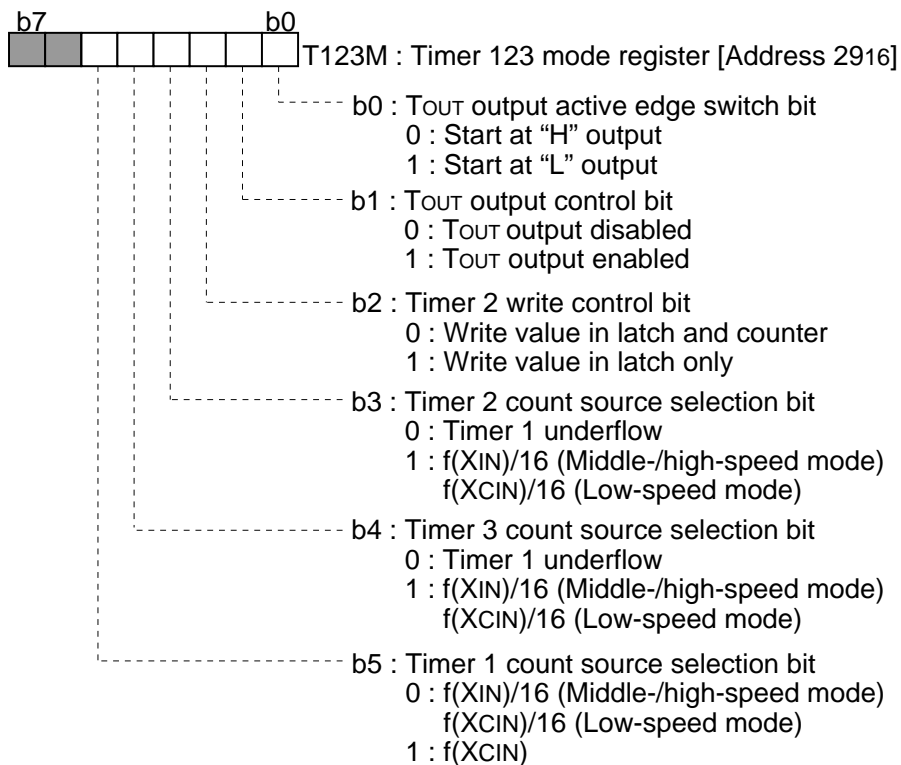 b7 b0
T123M : Timer 123 mode register [Address 2916]
b0 : TOUT output active edge switch bit
0 : Start at “H” output
1 : Start at “L” output
b1 : TOUT output control bit
0 : TOUT output disabled
1 : TOUT output enabled
b2 : Timer 2 write control bit
0 : Write value in latch and counter
1 : Write value in latch only
b3 : Timer 2 count source selection bit
0 : Timer 1 underflow
1 : f(XIN)/16 (Middle-/high-speed mode)
f(XCIN)/16 (Low-speed mode)
b4 : Timer 3 count source selection bit
0 : Timer 1 underflow
1 : f(XIN)/16 (Middle-/high-speed mode)
f(XCIN)/16 (Low-speed mode)
b5 : Timer 1 count source selection bit
0 : f(XIN)/16 (Middle-/high-speed mode)
f(XCIN)/16 (Low-speed mode)
1 : f(XCIN)